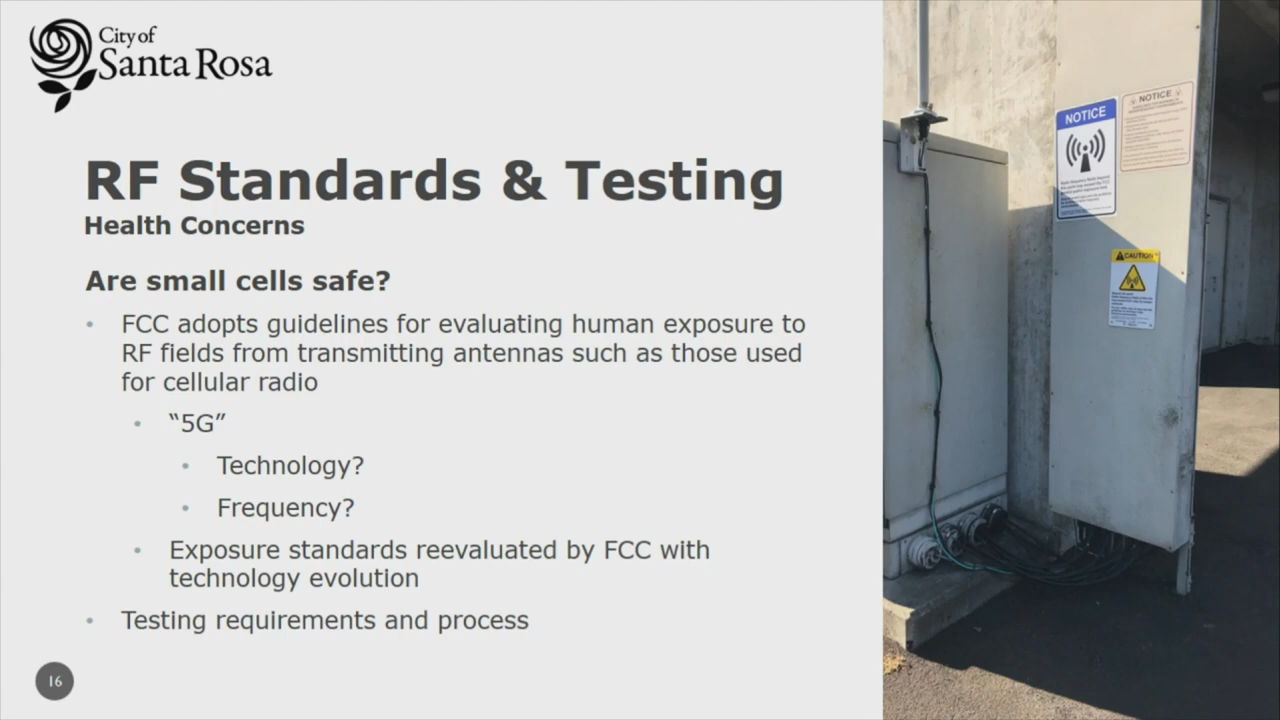 City of
Santa Rosa
RF Standards & Testing
Health Concerns
Are small cells safe?
• FCC adopts guidelines for evaluating human exposure to
RF fields from transmitting antennas such as those used
for cellular radio
• “5G”
• Technology?
• Frequency?
• Exposure standards reevaluated by FCC with
technology evolution
• Testing requirements and process
16
NOTICE
NOTICE
CAUTION